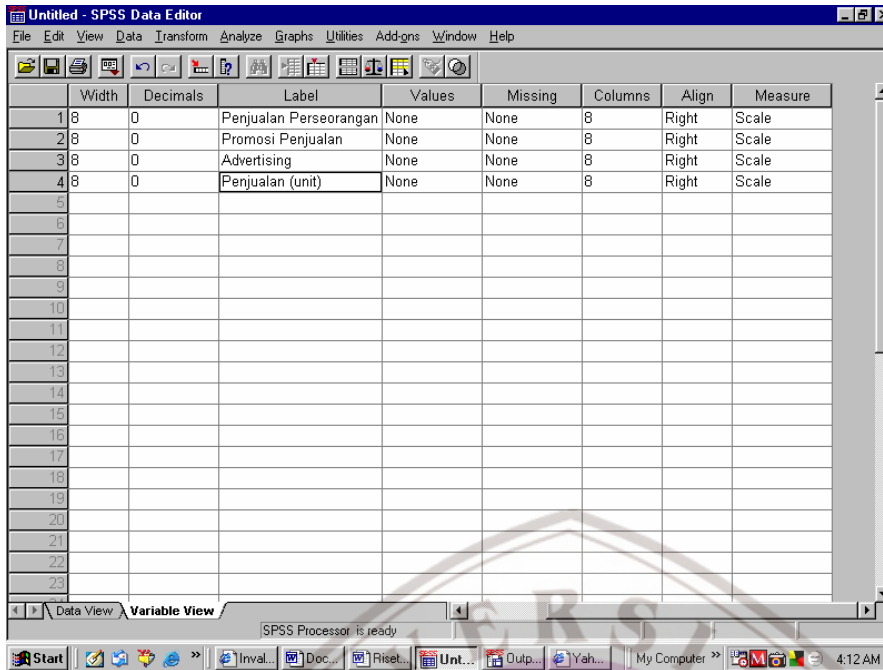 Untitled - SPSS Data Editor
File Edit View Data Transform Analyze Graphs Utilities Add-ons Window Help
Width Decimals Label Values Missing Columns Align Measure
1 8 0 Penjualan Perseorangan None None 8 Right Scale
2 8 0 Promosi Penjualan None None 8 Right Scale
3 8 0 Advertising None None 8 Right Scale
4 8 0 Penjualan (unit) None None 8 Right Scale
5
6
7
8
9
10
11
12
13
14
15
16
17
18
19
20
21
22
23
Data View Variable View
SPSS Processor is ready
Start » Inval... Doc... Riset... Unt... Outp... Yah... My Computer » 4:12 AM